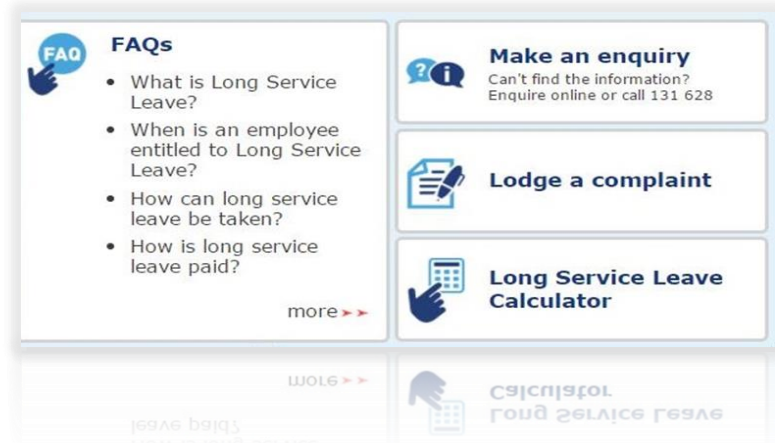 FAQ
FAQs
• What is Long Service
Leave?
• When is an employee
entitled to Long Service
Leave?
• How can long service
leave be taken?
• How is long service
leave paid?
more
?i
Make an enquiry
Can't find the information?
Enquire online or call 131 628
Lodge a complaint
Long Service Leave
Calculator